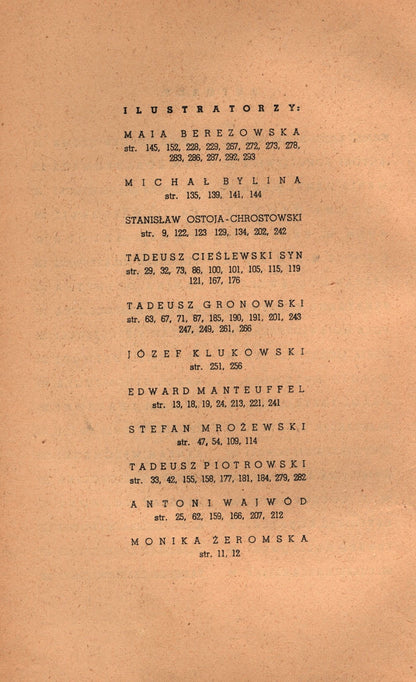 ILUSTRATORZY:
MAIA BEREZOWSKA
str. 145, 152, 228, 229, 267, 272, 273, 278,
283, 286, 287, 292, 293
MICHAŁ BYLINA
str. 135, 139, 141, 144
STANISŁAW OSTOJA-CHROSTOWSKI
str. 9, 122, 123 129, 134, 202, 242
TADEUSZ CIEŚLEWSKI SYN
str. 29, 32, 73, 86, 100, 101, 105, 115, 119
121, 167, 176
TADEUSZ GRONOWSKI
str. 63, 67, 71, 87, 185, 190, 191, 201, 243
247, 249, 261, 266
JÓZEF KLUKOWSKI
str. 251, 256
EDWARD MANTEUFFEL
str. 13, 18, 19, 24, 213, 221, 241
STEFAN MROŻEWSKI
str. 47, 54, 109, 114
TADEUSZ PIOTROWSKI
str. 33, 42, 155, 158, 177, 181, 184, 279, 282
ANTONI WAJWÓD
str. 25, 62, 159, 166, 207, 212
MONIKA ŻEROMSKA
str. 11, 12